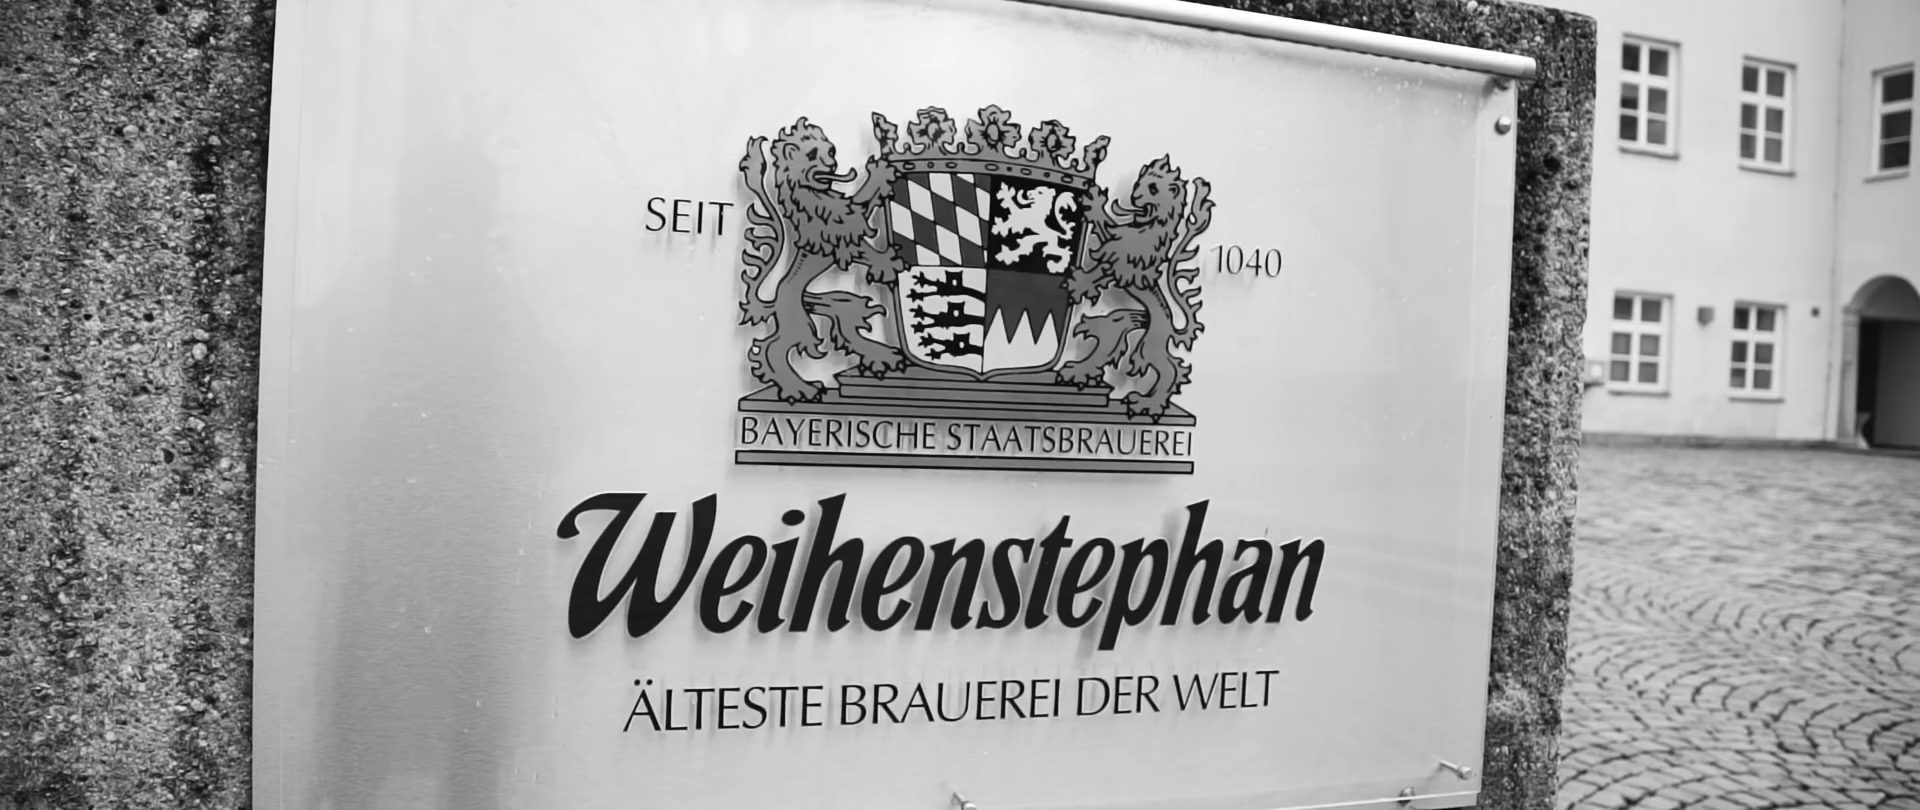 SEIT 1040
BAYERISCHE STAATSBRAUEREI
Weihenstephan
ÄLTESTE BRAUEREI DER WELT